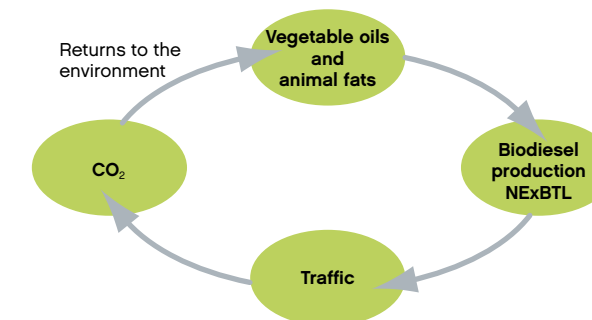 Returns to the
environment
Vegetable oils
and
animal fats
Biodiesel
production
NExBTL
Traffic
CO₂